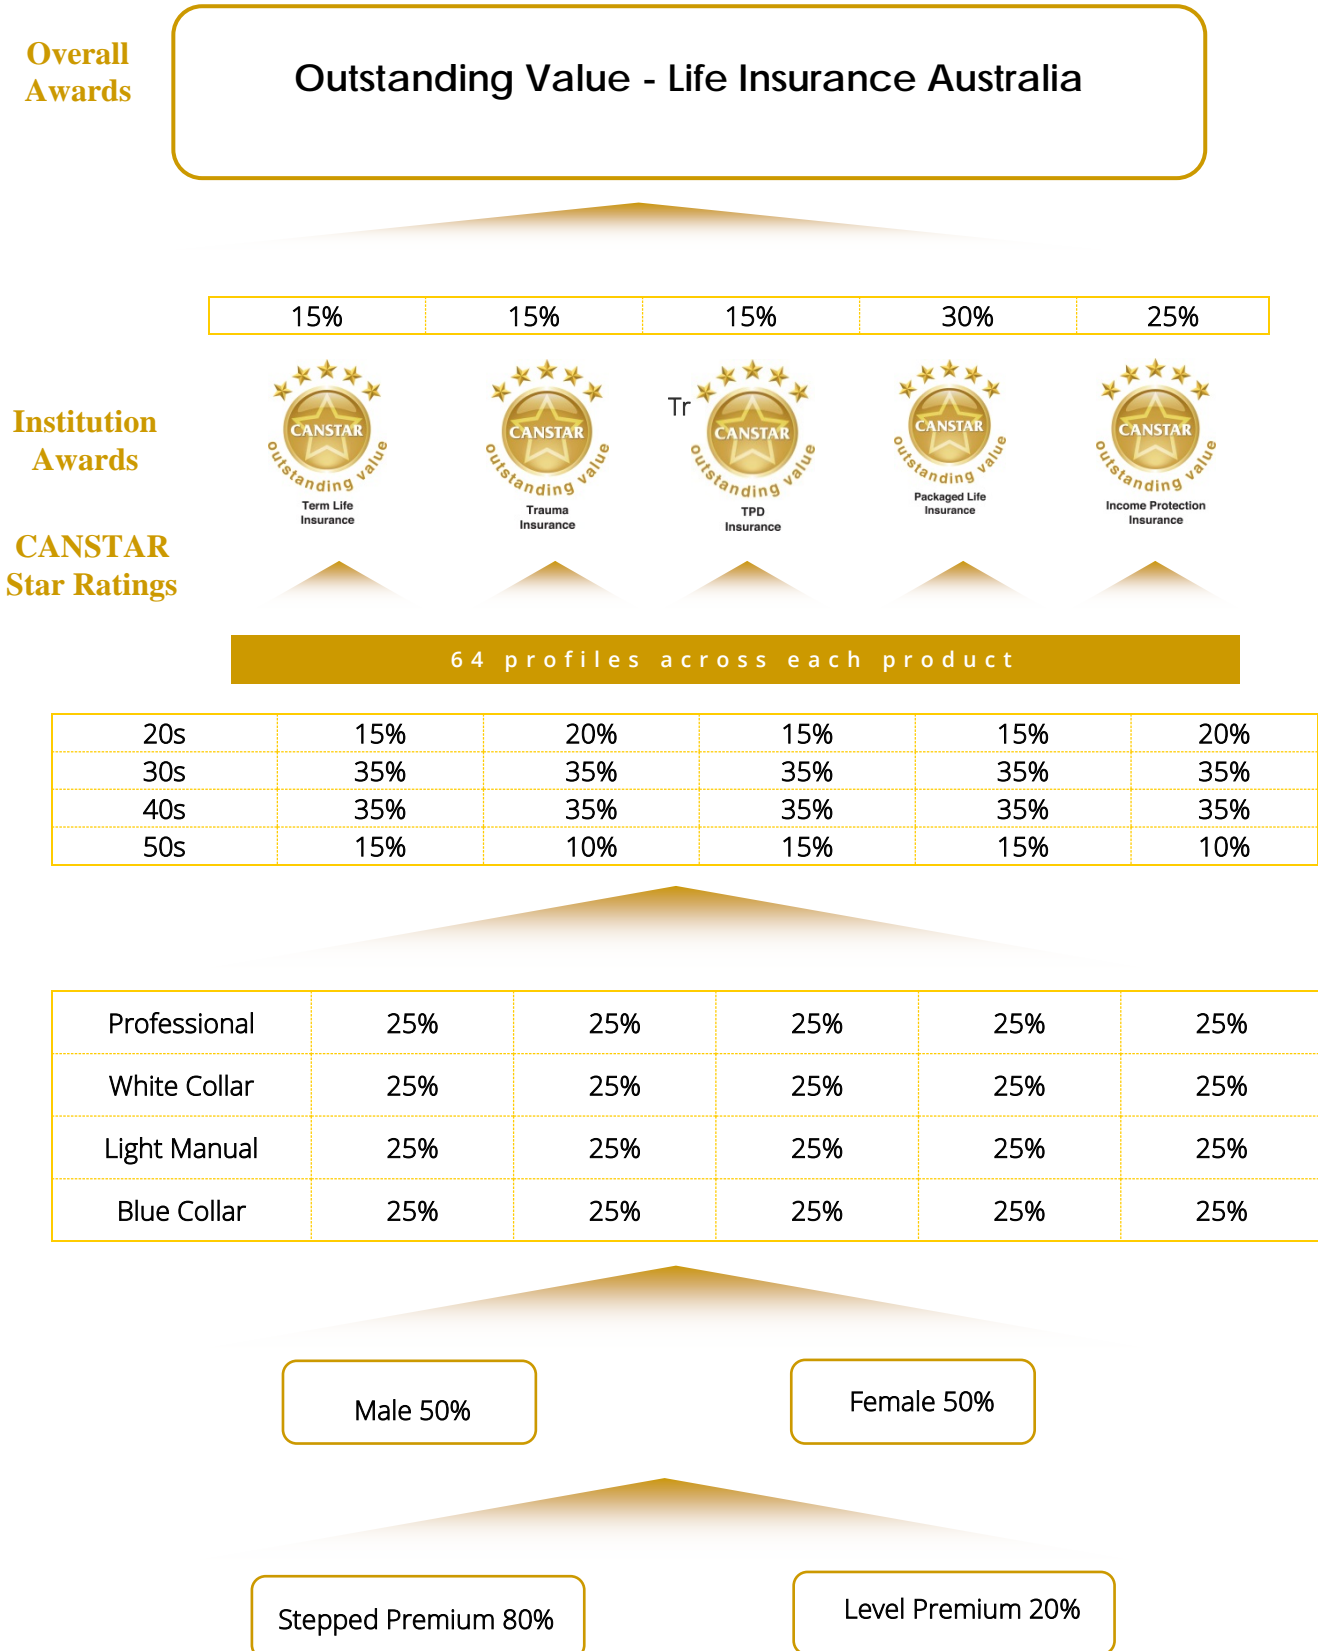 Overall
Awards
Outstanding Value - Life Insurance Australia
15% 15% 15% 30% 25%
Institution
Awards
CANSTAR
outstanding value
Term Life
Insurance
CANSTAR
outstanding value
Trauma
Insurance
Tr
CANSTAR
outstanding value
TPD
Insurance
CANSTAR
outstanding value
Packaged Life
Insurance
CANSTAR
outstanding value
Income Protection
Insurance
CANSTAR
Star Ratings
64 profiles across each product
20s 15% 20% 15% 15% 20%
30s 35% 35% 35% 35% 35%
40s 35% 35% 35% 35% 35%
50s 15% 10% 15% 15% 10%
Professional 25% 25% 25% 25% 25%
White Collar 25% 25% 25% 25% 25%
Light Manual 25% 25% 25% 25% 25%
Blue Collar 25% 25% 25% 25% 25%
Male 50%
Female 50%
Stepped Premium 80%
Level Premium 20%